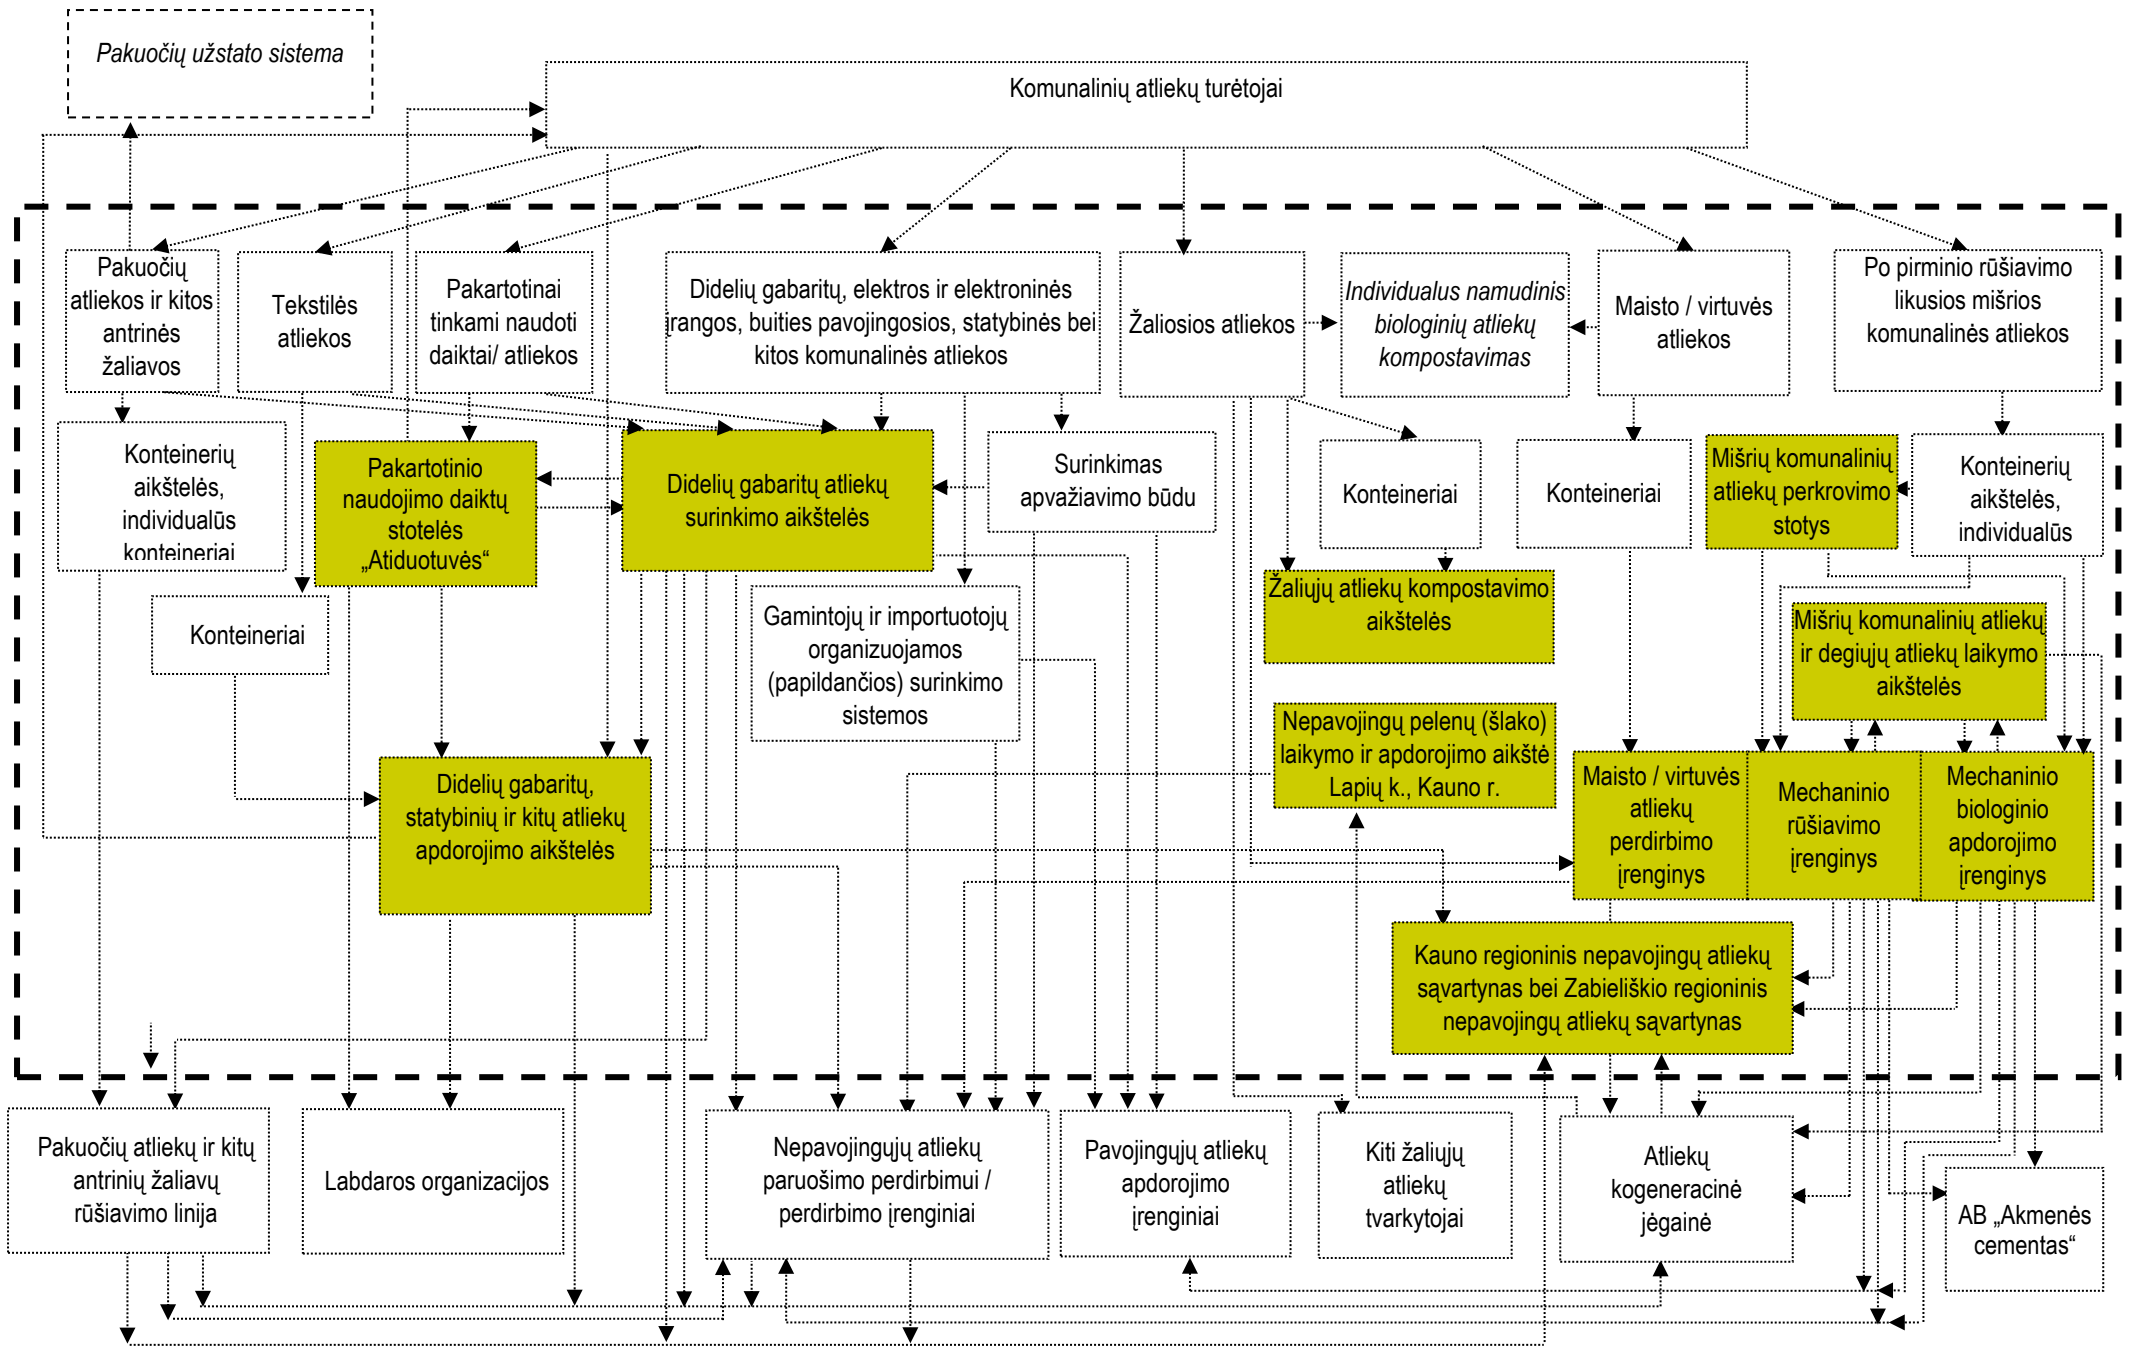 Pakuočių užstato sistema
Komunalinių atliekų turėtojai
Pakuočių
atliekos ir kitos
antrinės
žaliavos
Tekstilės
atliekos
Pakartotinai
tinkami naudoti
daiktai/ atliekos
Didelių gabaritų, elektros ir elektroninės
įrangos, buities pavojingosios, statybinės bei
kitos komunalinės atliekos
Žaliosios atliekos
Individualus namudinis
biologinių atliekų
kompostavimas
Maisto / virtuvės
atliekos
Po pirminio rūšiavimo
likusios mišrios
komunalinės atliekos
Konteinerių
aikštelės,
individualūs
konteineriai
Pakartotinio
naudojimo daiktų
stotelės
„Atiduotuvės“
Didelių gabaritų atliekų
surinkimo aikštelės
Surinkimas
apvažiavimo būdu
Konteineriai
Konteineriai
Mišrių komunalinių
atliekų perkrovimo
stotys
Konteinerių
aikštelės,
individualūs
Konteineriai
Gamintojų ir importuotojų
organizuojamos
(papildančios) surinkimo
sistemos
Žaliųjų atliekų kompostavimo
aikštelės
Mišrių komunalinių atliekų
ir degiųjų atliekų laikymo
aikštelės
Nepavojingų pelenų (šlako)
laikymo ir apdorojimo aikštė
Lapių k., Kauno r.
Didelių gabaritų,
statybinių ir kitų atliekų
apdorojimo aikštelės
Maisto / virtuvės
atliekų
perdirbimo
įrenginys
Mechaninio
rūšiavimo
įrenginys
Mechaninio
biologinio
apdorojimo
įrenginys
Kauno regioninis nepavojingų atliekų
sąvartynas bei Zabieliškio regioninis
nepavojingų atliekų sąvartynas
Pakuočių atliekų ir kitų
antrinių žaliavų
rūšiavimo linija
Labdaros organizacijos
Nepavojingųjų atliekų
paruošimo perdirbimui /
perdirbimo įrenginiai
Pavojingųjų atliekų
apdorojimo
įrenginiai
Kiti žaliųjų
atliekų
tvarkytojai
Atliekų
kogeneracinė
jėgainė
AB „Akmenės
cementas“